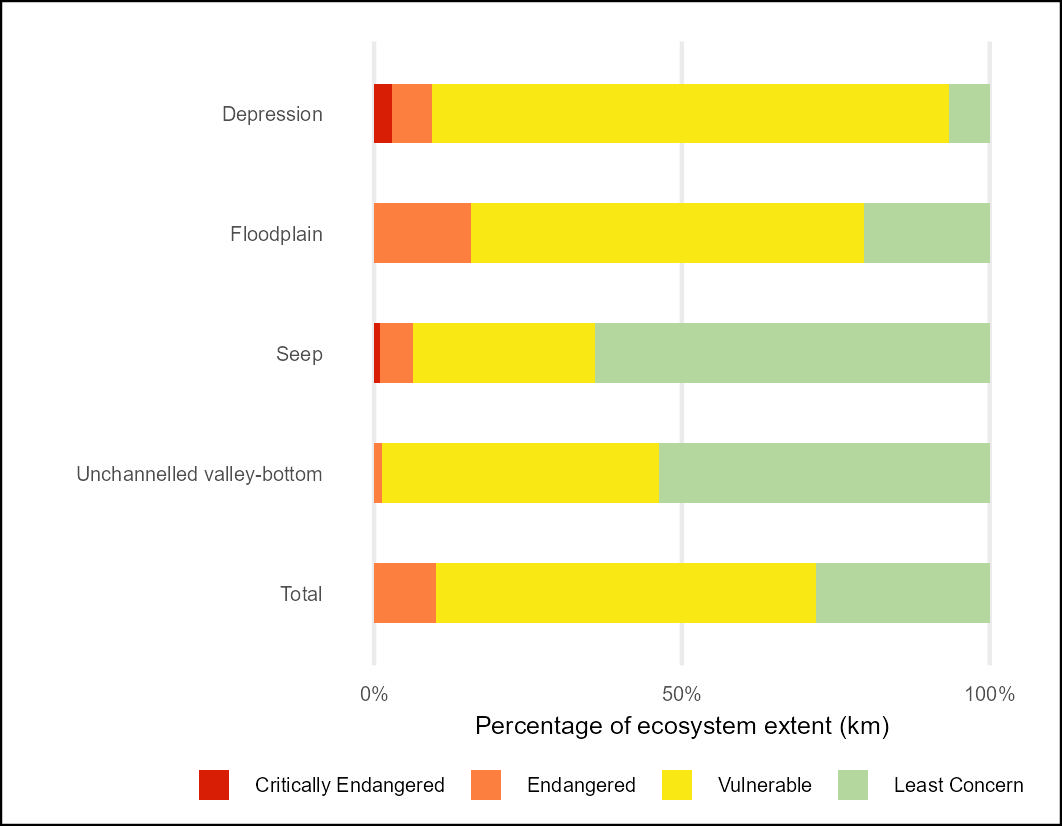 Depression
Floodplain
Seep
Unchannelled valley-bottom
Total
0% 50% 100%
Percentage of ecosystem extent (km)
Critically Endangered Endangered Vulnerable Least Concern